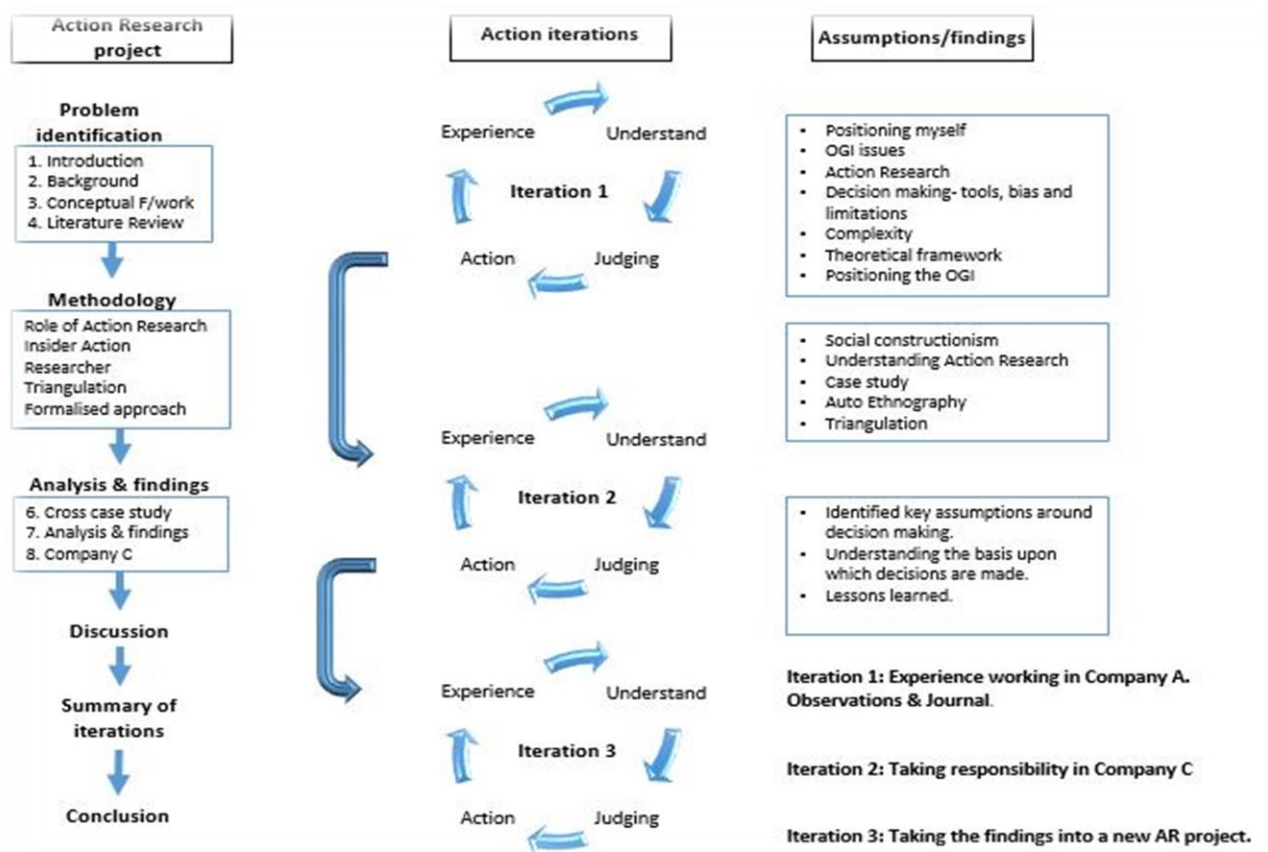 Action Research
project
Action iterations
Assumptions/findings
Problem
identification
1. Introduction
2. Background
3. Conceptual F/work
4. Literature Review
Methodology
Role of Action Research
Insider Action
Researcher
Triangulation
Formalised approach
Analysis & findings
6. Cross case study
7. Analysis & findings
8. Company C
Discussion
Summary of
iterations
Conclusion
Experience
Understand
Iteration 1
Action
Judging
Experience
Understand
Iteration 2
Action
Judging
Experience
Understand
Iteration 3
Action
Judging
• Positioning myself
• OGI issues
• Action Research
• Decision making- tools, bias and
limitations
• Complexity
• Theoretical framework
• Positioning the OGI
• Social constructionism
• Understanding Action Research
• Case study
• Auto Ethnography
• Triangulation
• Identified key assumptions around
decision making.
• Understanding the basis upon
which decisions are made.
• Lessons learned.
Iteration 1: Experience working in Company A.
Observations & Journal.
Iteration 2: Taking responsibility in Company C
Iteration 3: Taking the findings into a new AR project.